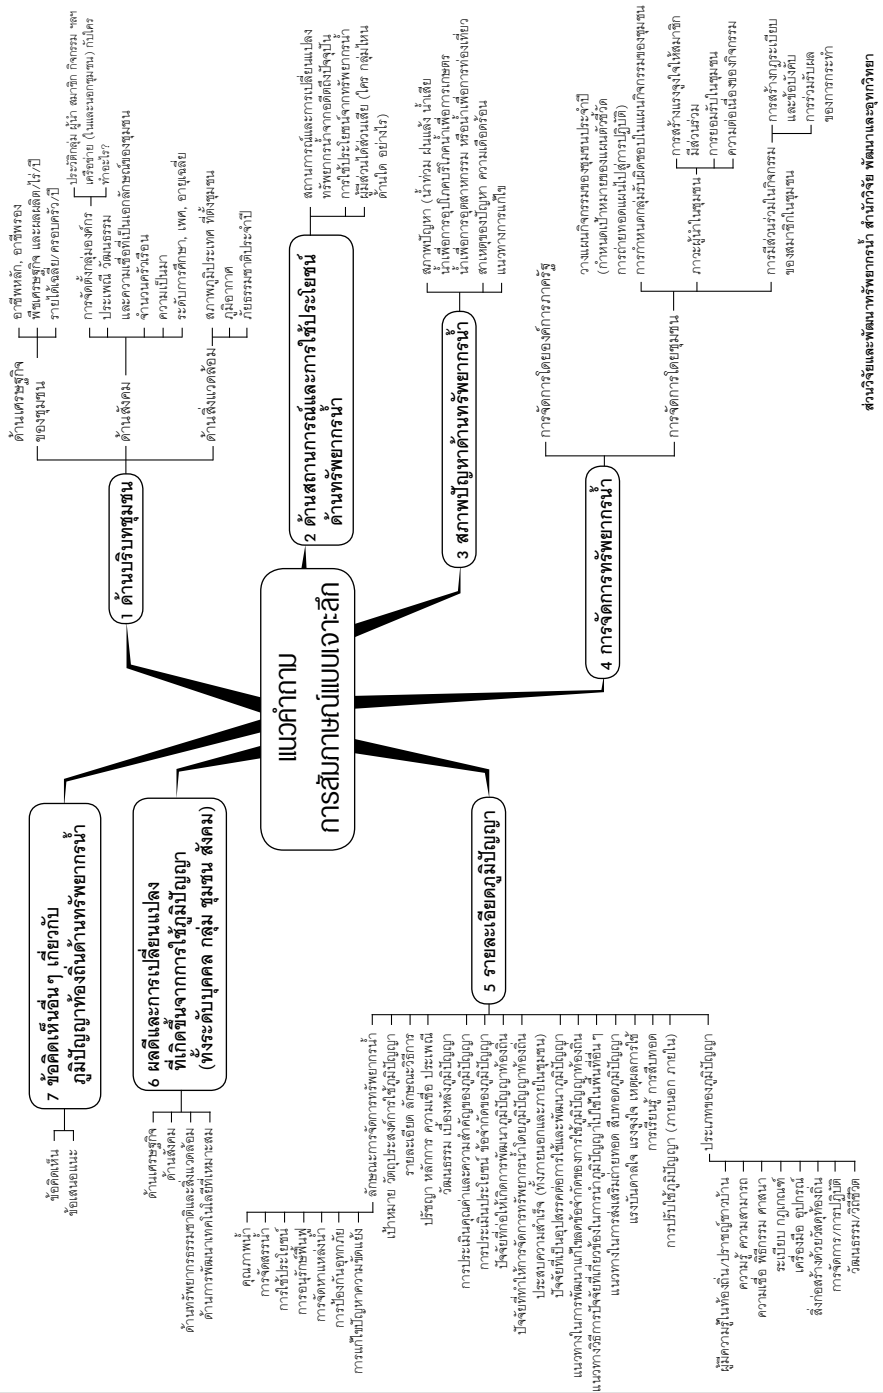 แนวคำถาม
การสัมภาษณ์แบบเจาะลึก
1 ด้านบริบทชุมชน
ด้านเศรษฐกิจ
ของชุมชน
อาชีพหลัก, อาชีพรอง
พืชเศรษฐกิจ และผลผลิต/ไร่/ปี
รายได้เฉลี่ย/ครอบครัว/ปี
ด้านสังคม
การจัดตั้งกลุ่มองค์กร
ประวัติกลุ่ม ผู้นำ สมาชิก กิจกรรม ฯลฯ
เครือข่าย (ในและนอกชุมชน) กับใคร
ทำอะไร?
ประเพณี วัฒนธรรม
และความเชื่อที่เป็นเอกลักษณ์ของชุมชน
จำนวนครัวเรือน
ความเป็นมา
ระดับการศึกษา, เพศ, อายุเฉลี่ย
ด้านสิ่งแวดล้อม
สภาพภูมิประเทศ ที่ตั้งชุมชน
ภูมิอากาศ
ภัยธรรมชาติประจำปี
2 ด้านสถานการณ์และการใช้ประโยชน์
ด้านทรัพยากรน้ำ
สถานการณ์และการเปลี่ยนแปลง
ทรัพยากรน้ำจากอดีตถึงปัจจุบัน
การใช้ประโยชน์จากทรัพยากรน้ำ
ผู้มีส่วนได้ส่วนเสีย (ใคร กลุ่มไหน
ด้านใด อย่างไร)
3 สภาพปัญหาด้านทรัพยากรน้ำ
สภาพปัญหา (น้ำท่วม ฝนแล้ง น้ำเสีย
น้ำเพื่อการอุปโภคบริโภคน้ำเพื่อการเกษตร
น้ำเพื่อการอุตสาหกรรม หรือน้ำเพื่อการท่องเที่ยว
สาเหตุของปัญหา ความเดือดร้อน
แนวทางการแก้ไข
4 การจัดการทรัพยากรน้ำ
การจัดการโดยองค์การภาครัฐ
การจัดการโดยชุมชน
วางแผนกิจกรรมของชุมชนประจำปี
(กำหนดเป้าหมายของแผนตัวชี้วัด
การถ่ายทอดแผนไปสู่การปฏิบัติ)
การกำหนดกลุ่มรับผิดชอบในแผนกิจกรรมของชุมชน
ภาวะผู้นำในชุมชน
การสร้างแรงจูงใจให้สมาชิก
มีส่วนร่วม
การยอมรับในชุมชน
ความต่อเนื่องของกิจกรรม
การมีส่วนร่วมในกิจกรรม
ของสมาชิกในชุมชน
การสร้างกฎระเบียบ
และข้อบังคับ
การร่วมรับผล
ของการกระทำ
5 รายละเอียดภูมิปัญญา
ลักษณะการจัดการทรัพยากรน้ำ
คุณภาพน้ำ
การจัดสรรน้ำ
การใช้ประโยชน์
การอนุรักษ์ฟื้นฟู
การจัดหาแหล่งน้ำ
การป้องกันอุทกภัย
การแก้ไขปัญหาความขัดแย้ง
เป้าหมาย วัตถุประสงค์การใช้ภูมิปัญญา
รายละเอียด ลักษณะวิธีการ
ปรัชญา หลักการ ความเชื่อ ประเพณี
วัฒนธรรม เบื้องหลังภูมิปัญญา
การประเมินคุณค่าและความสำคัญของภูมิปัญญา
การประเมินประโยชน์ ข้อจำกัดของภูมิปัญญา
ปัจจัยที่ก่อให้เกิดการพัฒนาภูมิปัญญาท้องถิ่น
ปัจจัยที่ทำให้การจัดการทรัพยากรน้ำโดยภูมิปัญญาท้องถิ่น
ประสบความสำเร็จ (ทั้งภายนอกและภายในชุมชน)
ปัจจัยที่เป็นอุปสรรคต่อการใช้และพัฒนาภูมิปัญญา
แนวทางในการพัฒนาแก้ไขลดข้อจำกัดของการใช้ภูมิปัญญาท้องถิ่น
แนวทางวิธีการปัจจัยที่เกี่ยวข้องในการนำภูมิปัญญาไปใช้ในพื้นที่อื่น ๆ
แนวทางในการส่งเสริมถ่ายทอด สืบทอดภูมิปัญญา
แรงบันดาลใจ แรงจูงใจ เหตุผลการใช้
การเรียนรู้ การสืบทอด
การปรับใช้ภูมิปัญญา (ภายนอก ภายใน)
ประเภทของภูมิปัญญา
ผู้มีความรู้ในท้องถิ่น/ปราชญ์ชาวบ้าน
ความรู้ ความสามารถ
ความเชื่อ พิธีกรรม ศาสนา
ระเบียบ กฎเกณฑ์
เครื่องมือ อุปกรณ์
สิ่งก่อสร้างด้วยวัสดุท้องถิ่น
การจัดการ/การปฏิบัติ
วัฒนธรรม/วิถีชีวิต
6 ผลดีและการเปลี่ยนแปลง
ที่เกิดขึ้นจากการใช้ภูมิปัญญา
(ทั้งระดับบุคคล กลุ่ม ชุมชน สังคม)
ด้านเศรษฐกิจ
ด้านสังคม
ด้านทรัพยากรธรรมชาติและสิ่งแวดล้อม
ด้านการพัฒนาเทคโนโลยีที่เหมาะสม
7 ข้อคิดเห็นอื่นๆ เกี่ยวกับ
ภูมิปัญญาท้องถิ่นด้านทรัพยากรน้ำ
ข้อคิดเห็น
ข้อเสนอแนะ
ส่วนวิจัยและพัฒนาทรัพยากรน้ำ สำนักวิจัย พัฒนาและอุทกวิทยา